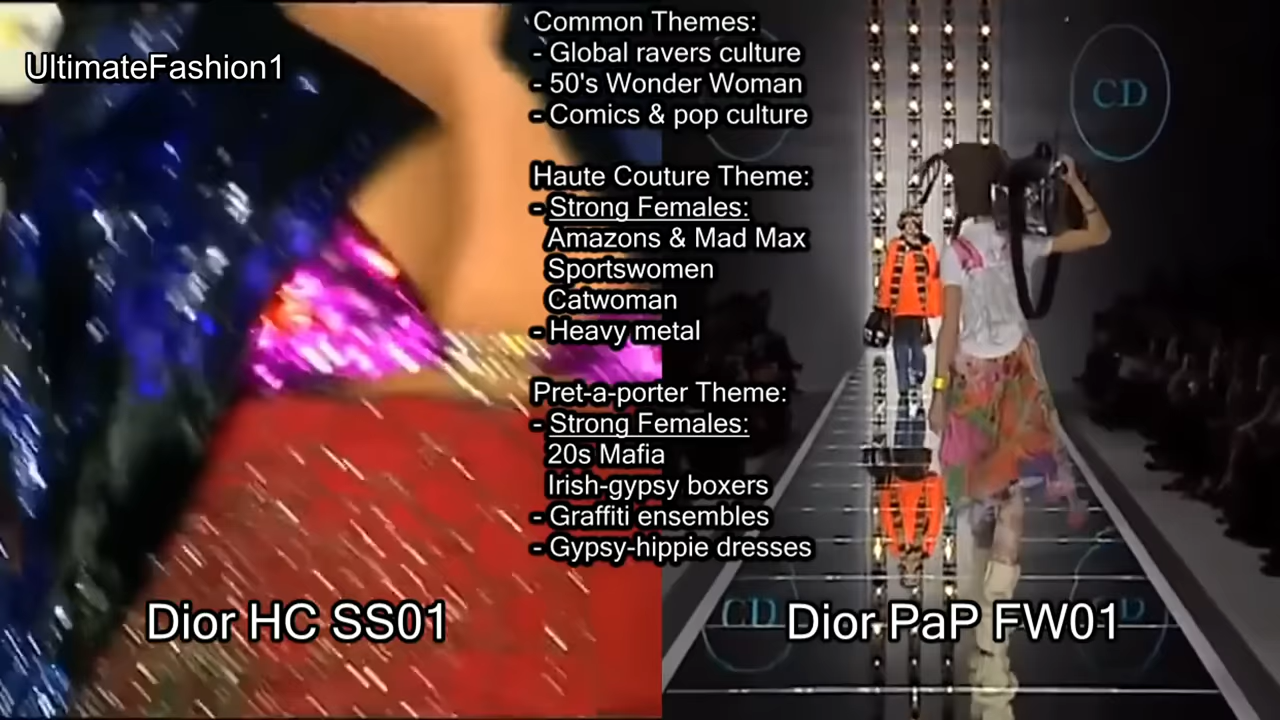 UltimateFashion1
Common Themes:
- Global ravers culture
- 50's Wonder Woman
- Comics & pop culture
Haute Couture Theme:
- Strong Females:
Amazons & Mad Max
Sportswomen
Catwoman
- Heavy metal
Pret-a-porter Theme:
- Strong Females:
20s Mafia
Irish-gypsy boxers
- Graffiti ensembles
- Gypsy-hippie dresses
CD
Dior HC SS01
CD
Dior PaP FW01
CD